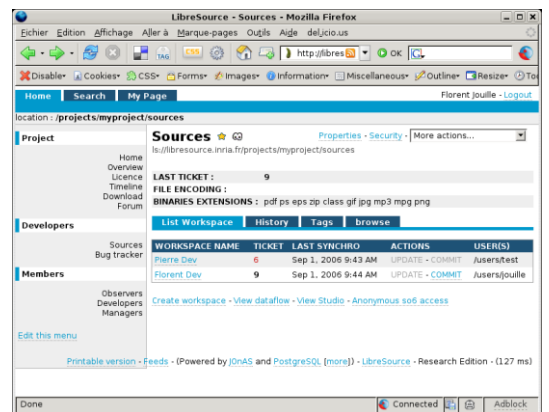 LibreSource - Sources - Mozilla Firefox
Eichier Edition Affichage Aller à Marque-pages Outils Aide del.icio.us
TAG CSS http://libres OK G
Disable Cookies CSS Forms Images Information Miscellaneous Outline Resize To
Home Search My Page Florent Jouille - Logout
location : /projects/myproject/sources
Project
Home
Overview
Licence
Timeline
Download
Forum
Developers
Sources
Bug tracker
Members
Observers
Developers
Managers
Edit this menu
Sources Properties - Security - More actions...
ls://libresource.inria.fr/projects/myproject/sources
LAST TICKET : 9
FILE ENCODING :
BINARIES EXTENSIONS : pdf ps eps zip class gif jpg mp3 mpg png
List Workspace History Tags browse
WORKSPACE NAME TICKET LAST SYNCHRO ACTIONS USER(S)
Pierre Dev 6 Sep 1, 2006 9:43 AM UPDATE - COMMIT /users/test
Florent Dev 9 Sep 1, 2006 9:44 AM UPDATE - COMMIT /users/jouille
Create workspace - View dataflow - View Studio - Anonymous so6 access
Printable version - Feeds - (Powered by JOnAS and PostgreSQL [more]) - LibreSource - Research Edition - (127 ms)
Done Connected Adblock